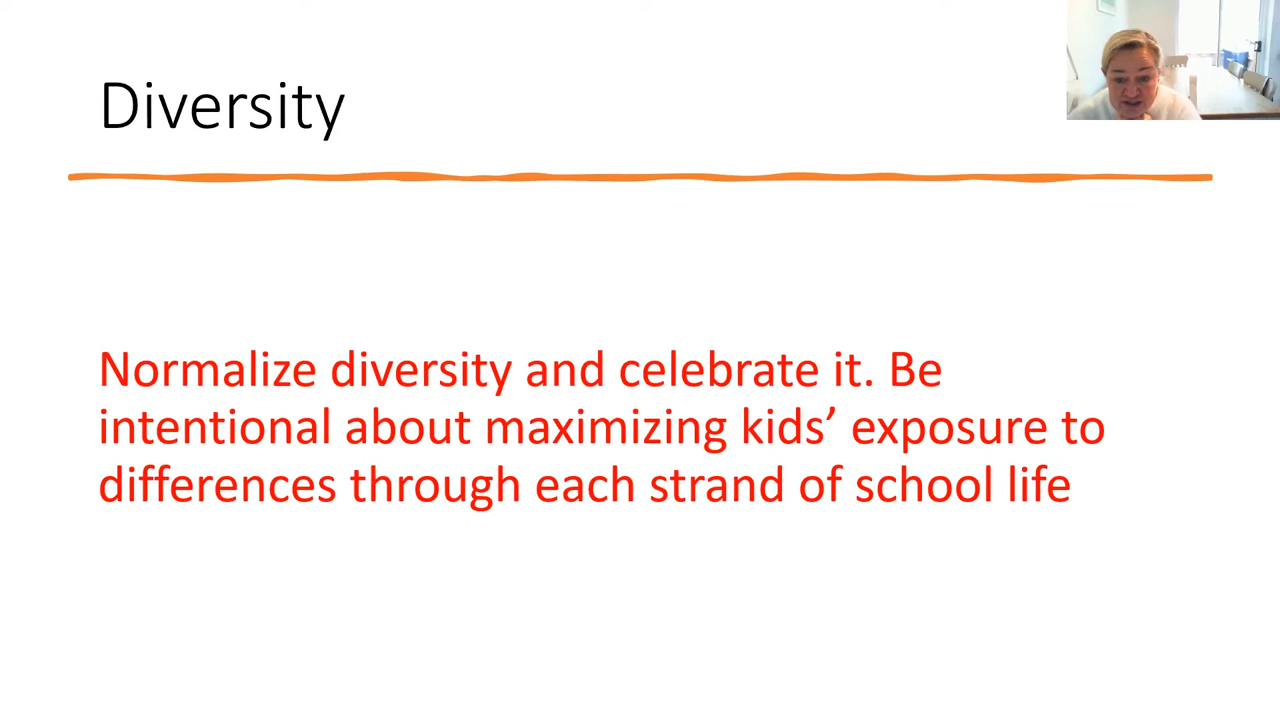 Diversity
Normalize diversity and celebrate it. Be
intentional about maximizing kids’ exposure to
differences through each strand of school life